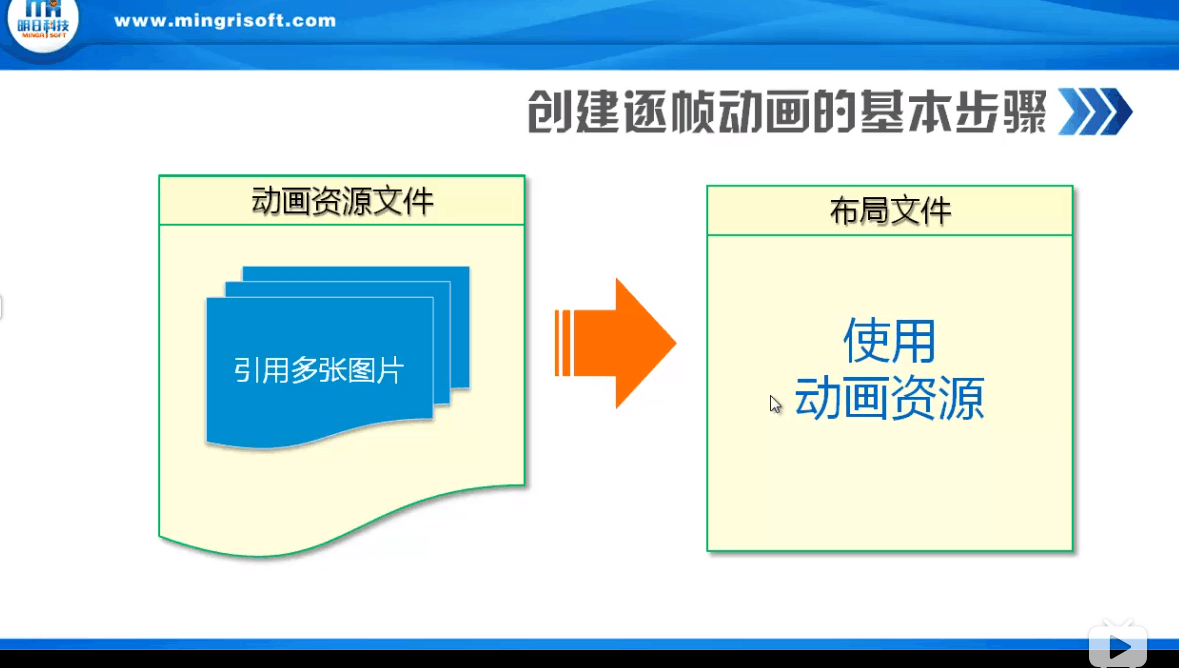 明日科技
MINGRISOFT
www.mingrisoft.com
创建逐帧动画的基本步骤
动画资源文件
引用多张图片
布局文件
使用
动画资源